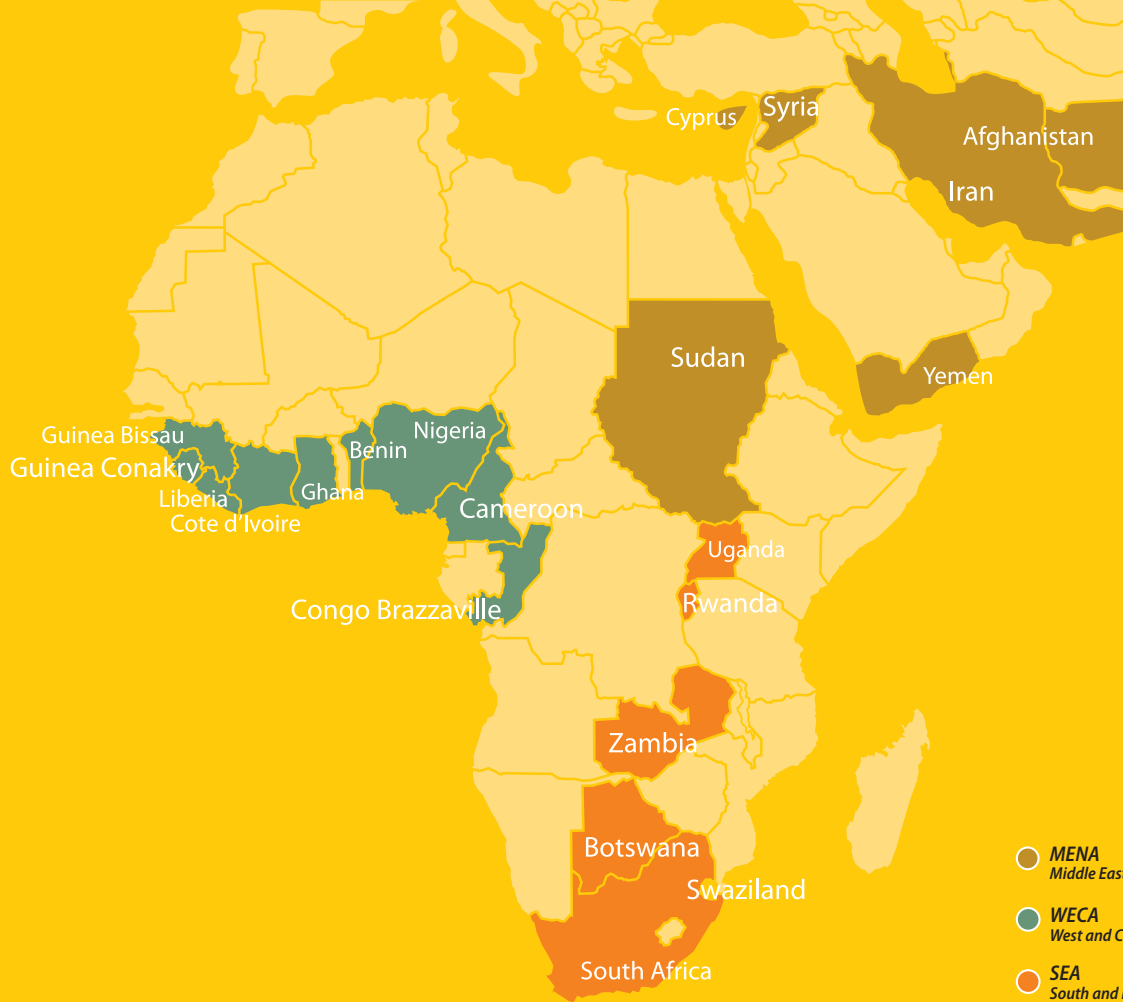 Cyprus
Syria
Afghanistan
Iran
Sudan
Yemen
Guinea Bissau
Nigeria
Benin
Guinea Conakry
Liberia
Ghana
Cote d'Ivoire
Cameroon
Uganda
Rwanda
Congo Brazzaville
Zambia
Botswana
Swaziland
South Africa
MENA
Middle East
WECA
West and C
SEA
South and